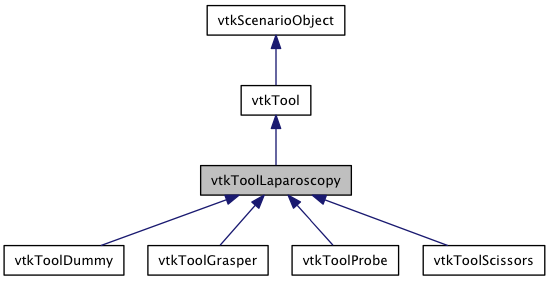 vtkScenarioObject
vtkTool
vtkToolLaparoscopy
vtkToolDummy
vtkToolGrasper
vtkToolProbe
vtkToolScissors